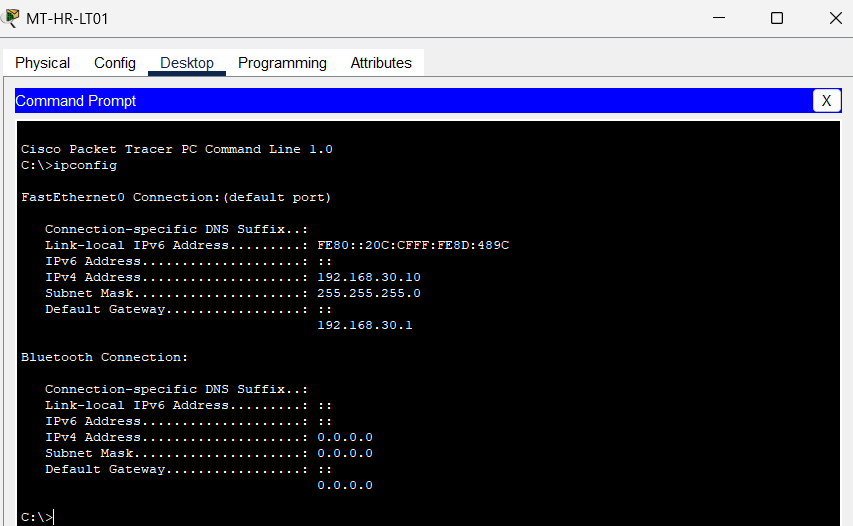 MT-HR-LT01
Physical Config Desktop Programming Attributes
Command Prompt X
Cisco Packet Tracer PC Command Line 1.0
C:\>ipconfig
FastEthernet0 Connection:(default port)
Connection-specific DNS Suffix..:
Link-local IPv6 Address.........: FE80::20C:CFFF:FE8D:489C
IPv6 Address....................: ::
IPv4 Address....................: 192.168.30.10
Subnet Mask.....................: 255.255.255.0
Default Gateway.................: ::
192.168.30.1
Bluetooth Connection:
Connection-specific DNS Suffix..:
Link-local IPv6 Address.........: ::
IPv6 Address....................: ::
IPv4 Address....................: 0.0.0.0
Subnet Mask.....................: 0.0.0.0
Default Gateway.................: ::
0.0.0.0
C:\>